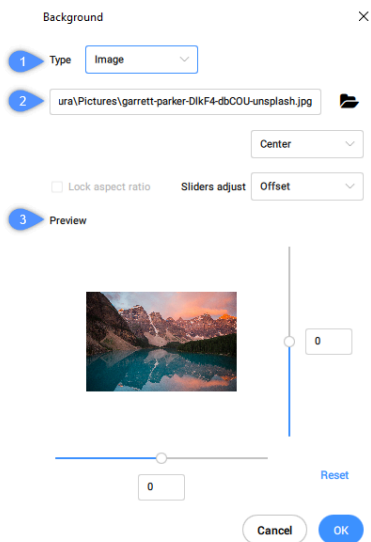 Background
1 Type Image
2 ura\Pictures\garrett-parker-DlkF4-dbCOU-unsplash.jpg
Center
Lock aspect ratio Sliders adjust Offset
3 Preview
0
0
Reset
Cancel OK